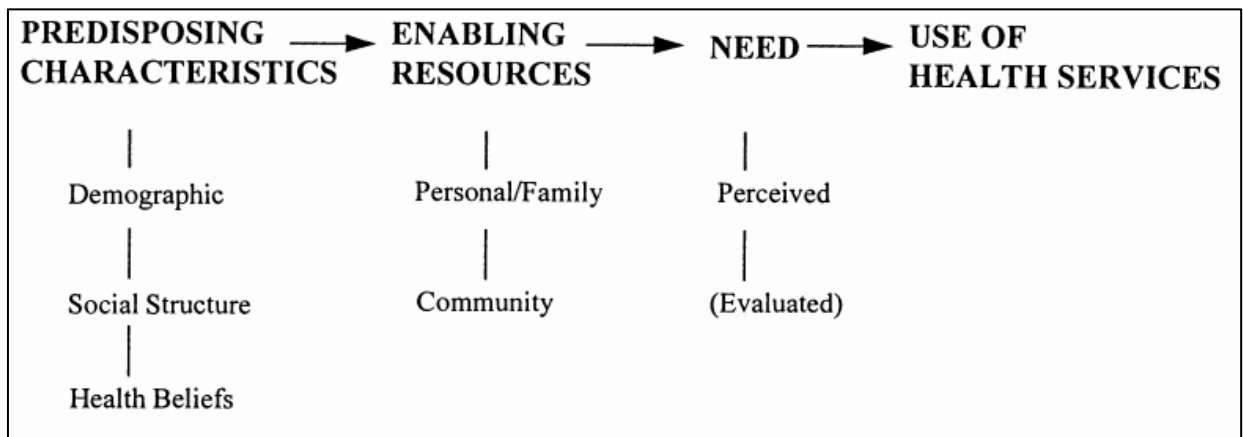 PREDISPOSING
CHARACTERISTICS
ENABLING
RESOURCES
NEED
USE OF
HEALTH SERVICES
Demographic
Social Structure
Health Beliefs
Personal/Family
Community
Perceived
(Evaluated)